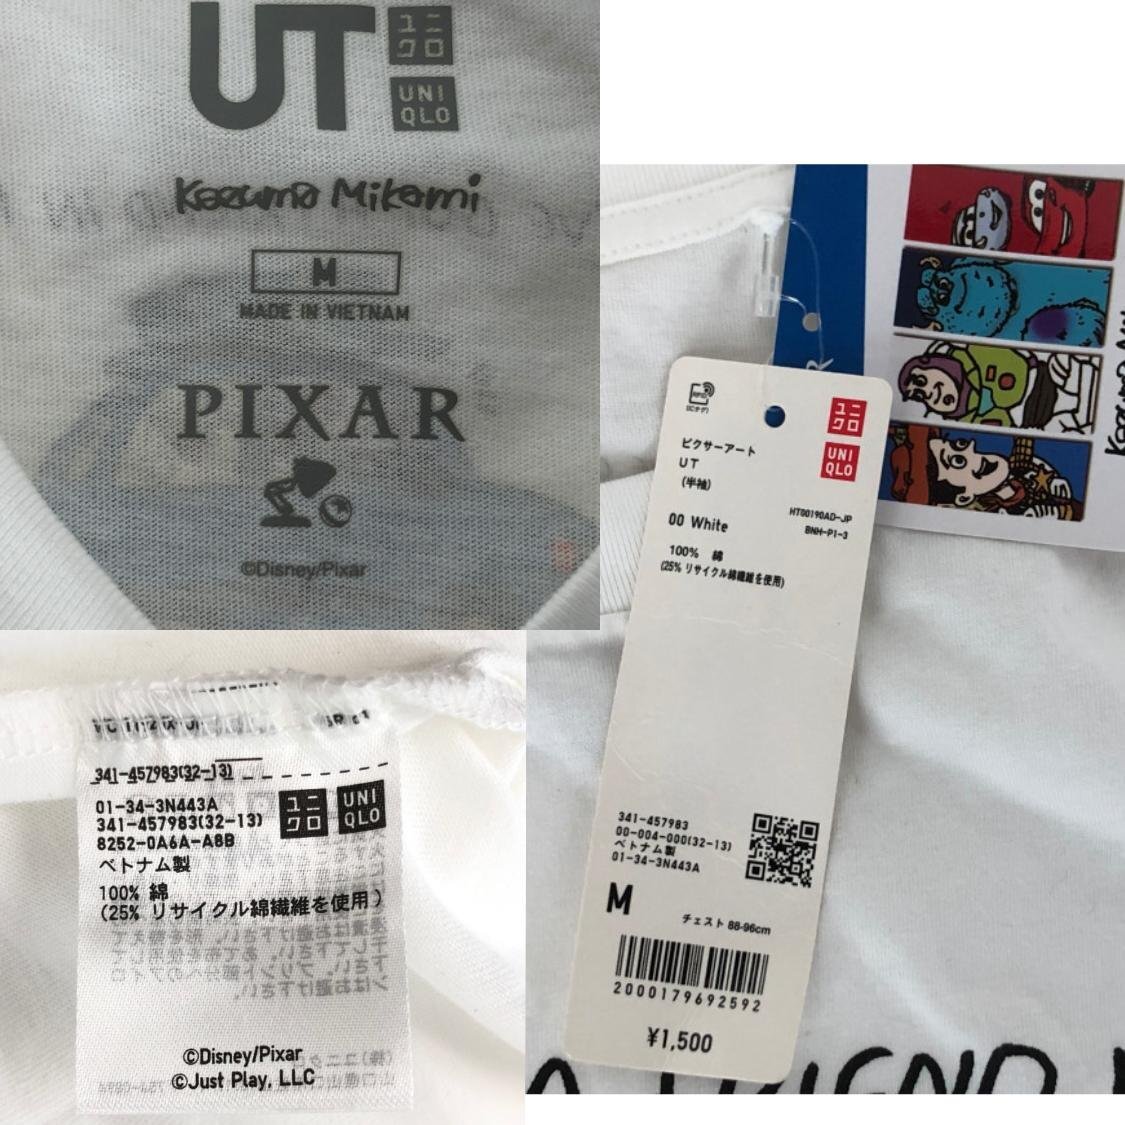 UT
ユニ
クロ
UNI
QLO
Kazuma Mikami
M
MADE IN VIETNAM
PIXAR
©Disney/Pixar
ピクサーアート
UT
(半袖)
ユニ
クロ
UNI
QLO
HT00190AD-JP
BNH-P1-3
00 White
100% 綿
(25% リサイクル綿繊維を使用)
341-457983
00-004-000(32-13)
ベトナム製
01-34-3N443A
M
チェスト 88-96cm
2000179692592
¥1,500
341-457983(32-13)
01-34-3N443A
341-457983(32-13)
8252-0A6A-A8B
ユニ
クロ
UNI
QLO
ベトナム製
100% 綿
(25% リサイクル綿繊維を使用)
©Disney/Pixar
©Just Play, LLC
A FRIEND